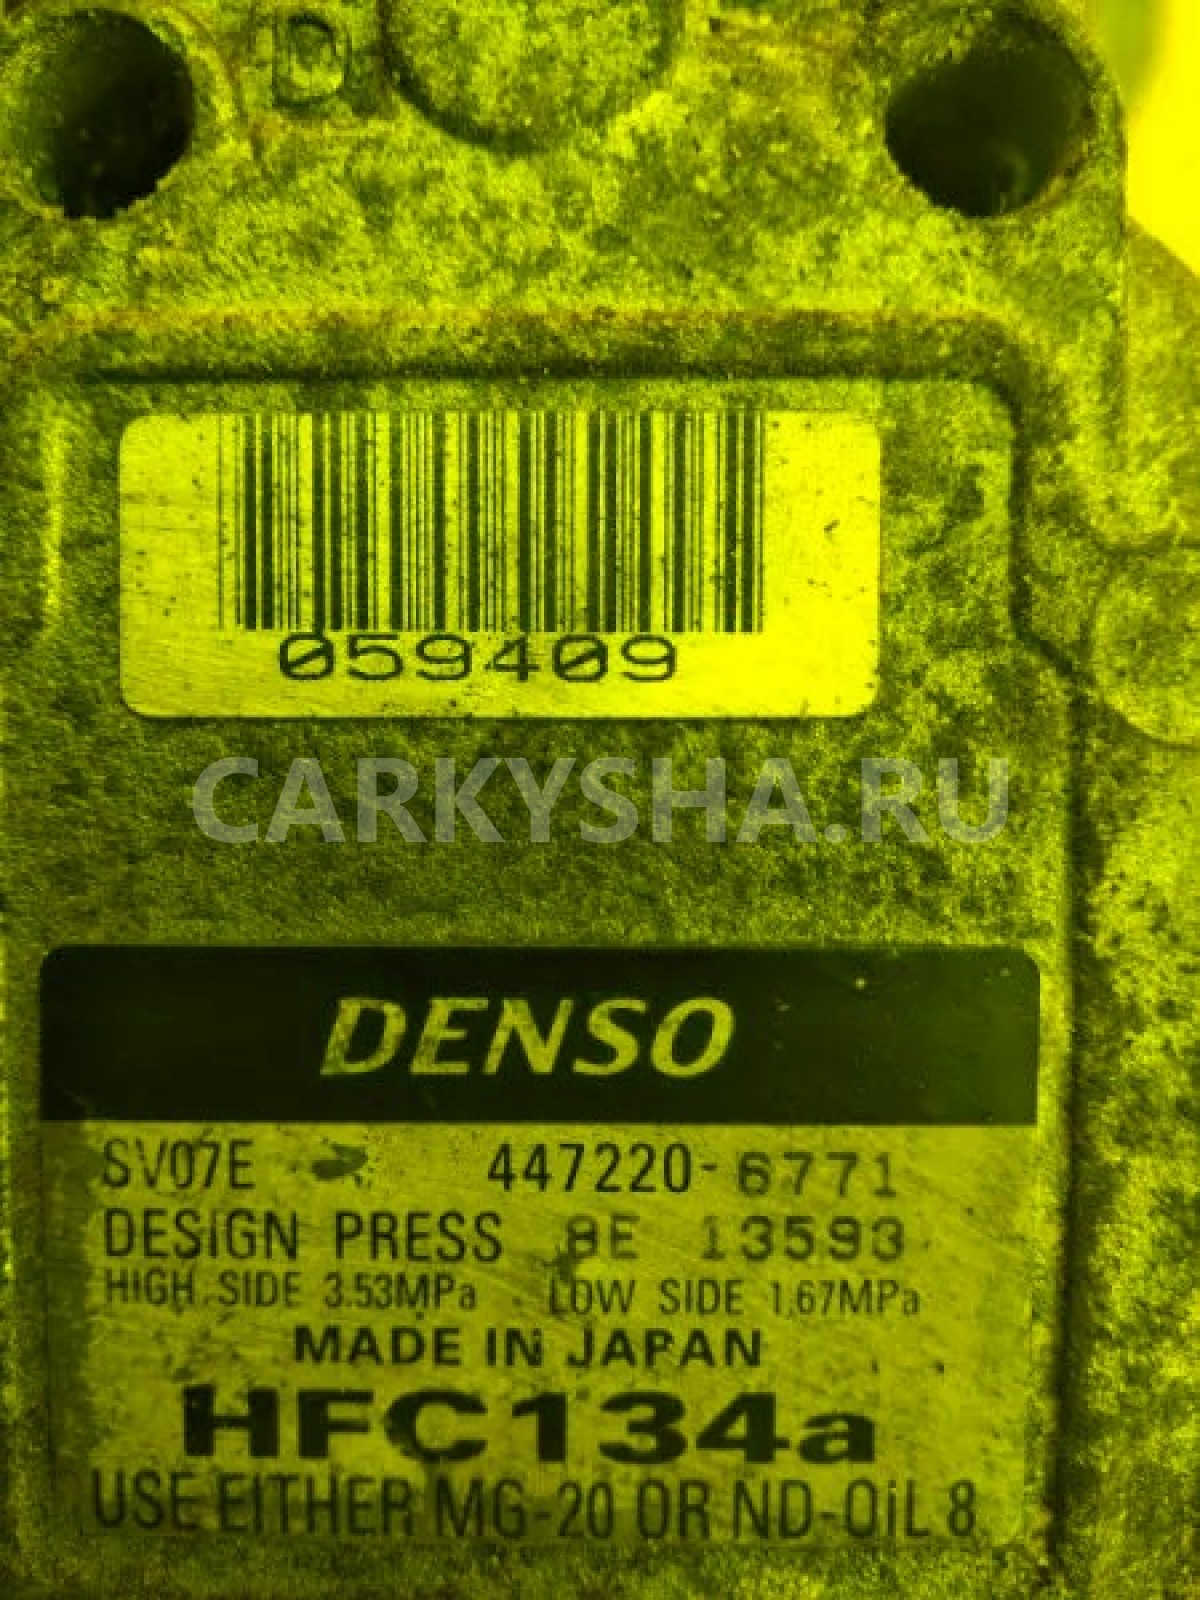 D
059409
CARKYSHA.RU
DENSO
SV07E 447220-6771
DESIGN PRESS 8E 13593
HIGH SIDE 3.53MPa LOW SIDE 1.67MPa
MADE IN JAPAN
HFC134a
USE EITHER MG-20 OR ND-OiL 8